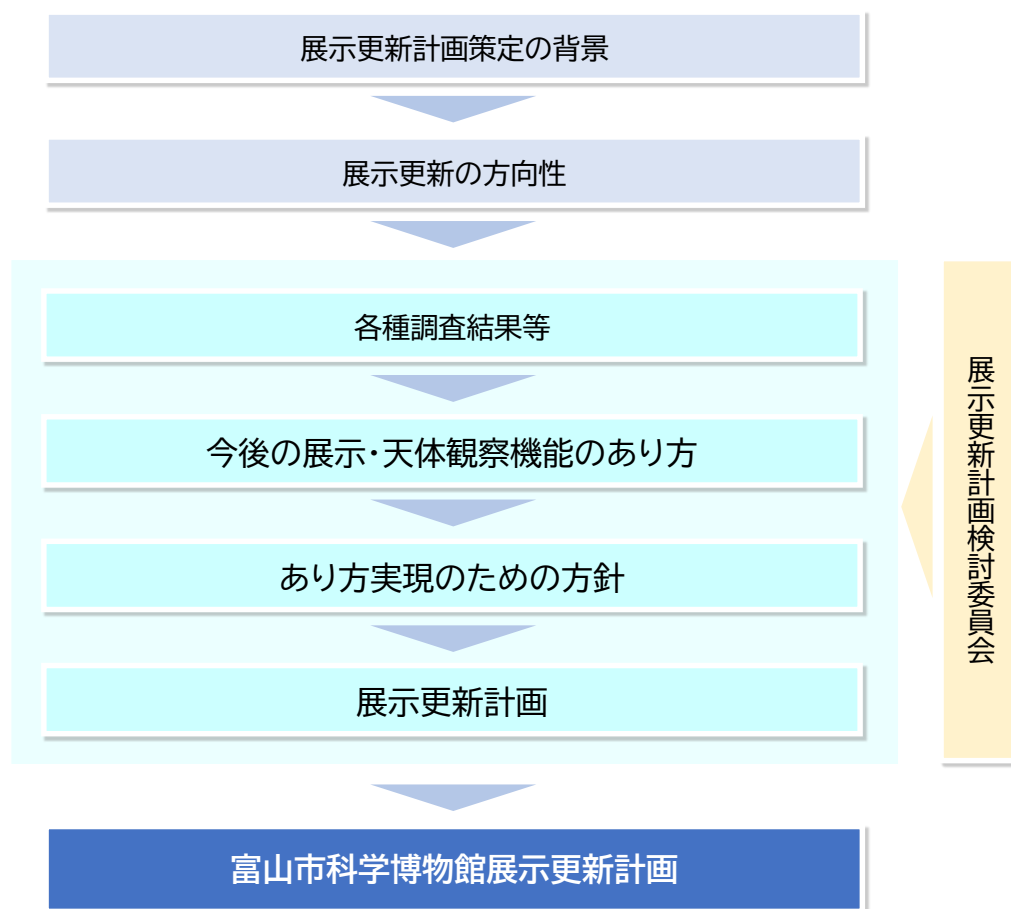 展示更新計画策定の背景
展示更新の方向性
各種調査結果等
今後の展示・天体観察機能のあり方
あり方実現のための方針
展示更新計画
展示更新計画検討委員会
富山市科学博物館展示更新計画